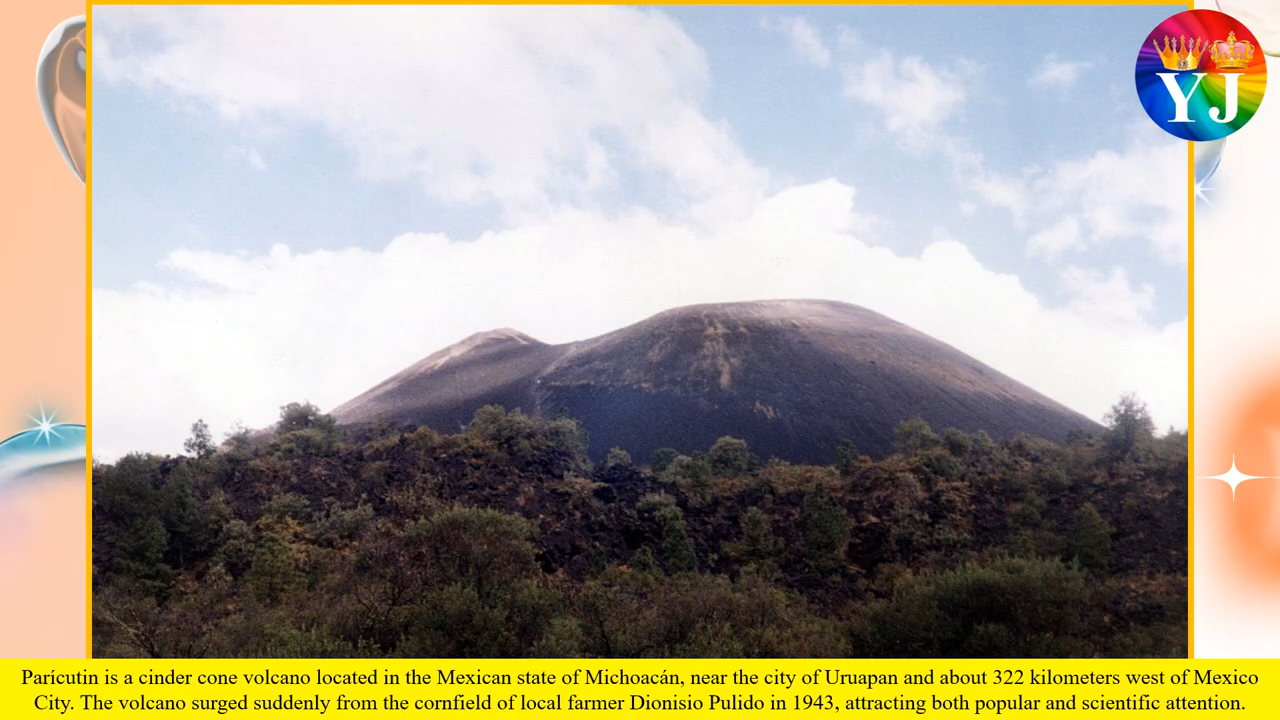 YJ
Parícutin is a cinder cone volcano located in the Mexican state of Michoacán, near the city of Uruapan and about 322 kilometers west of Mexico
City. The volcano surged suddenly from the cornfield of local farmer Dionisio Pulido in 1943, attracting both popular and scientific attention.